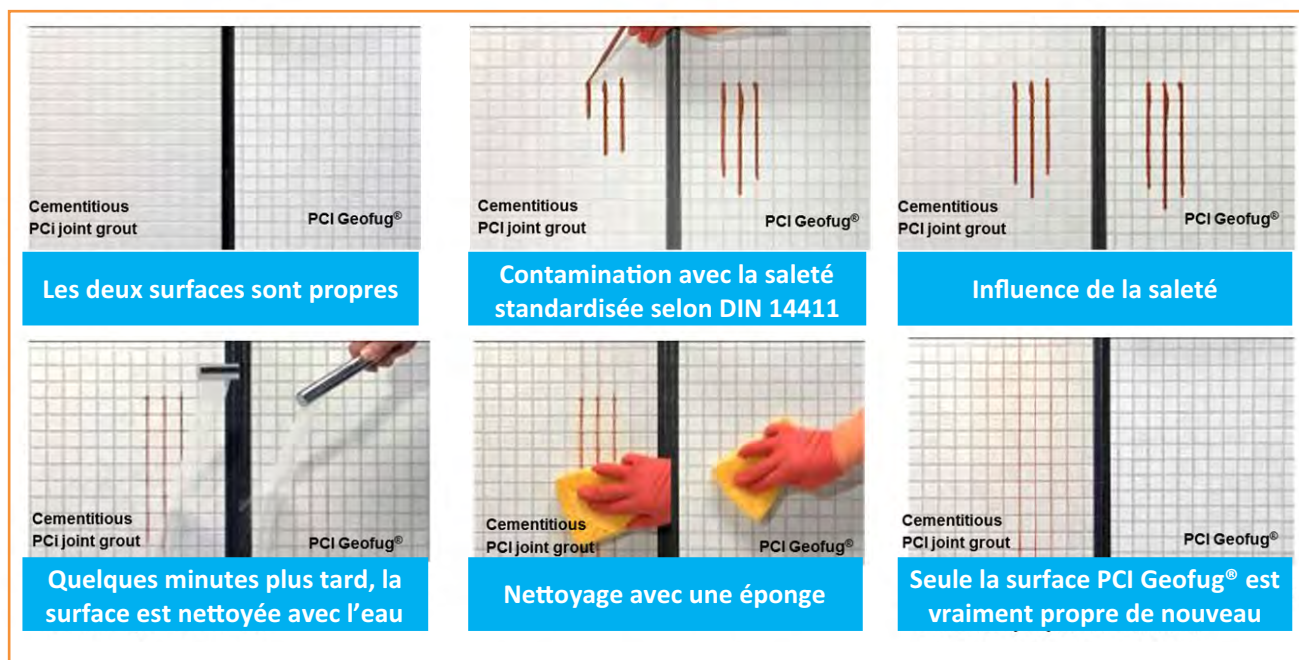 Cementitious
PCi joint grout
PCI Geofug®
Les deux surfaces sont propres
Cementitious
PCI joint grout
PCI Geofug®
Contamination avec la saleté
standardisée selon DIN 14411
Cementitious
PCI joint grout
PCI Geofug®
Influence de la saleté
Cementitious
PCi joint grout
PCI Geofug®
Quelques minutes plus tard, la
surface est nettoyée avec l’eau
Cementitious
PCI joint grout
PCI Geofug®
Nettoyage avec une éponge
Cementitious
PCi joint grout
PCI Geofug®
Seule la surface PCI Geofug® est
vraiment propre de nouveau